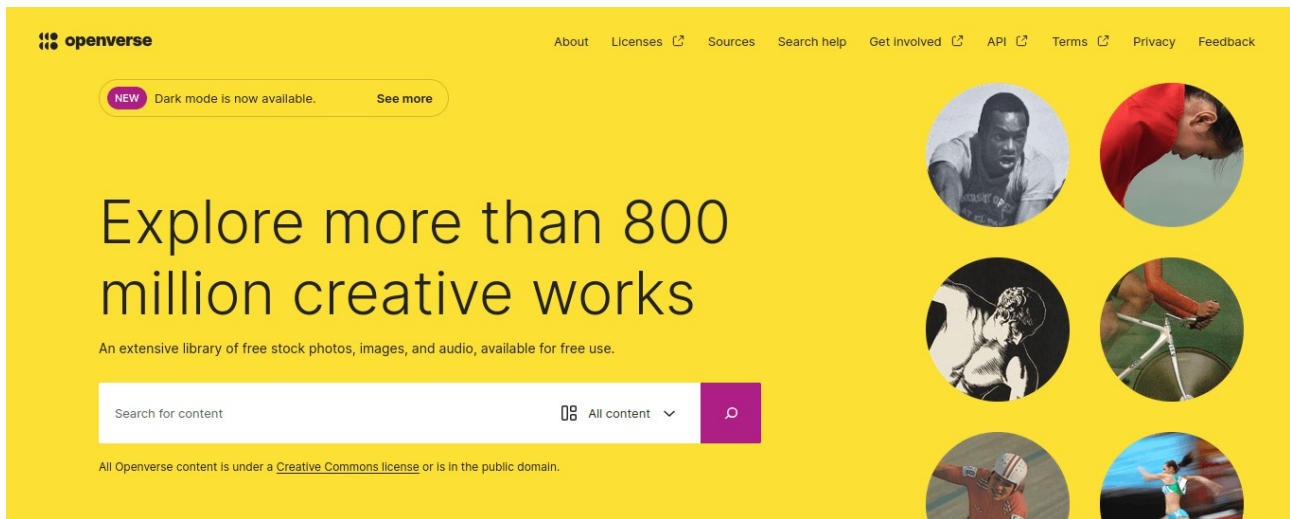 openverse
About Licenses Sources Search help Get involved API Terms Privacy Feedback
NEW Dark mode is now available. See more
Explore more than 800
million creative works
An extensive library of free stock photos, images, and audio, available for free use.
Search for content All content
All Openverse content is under a Creative Commons license or is in the public domain.